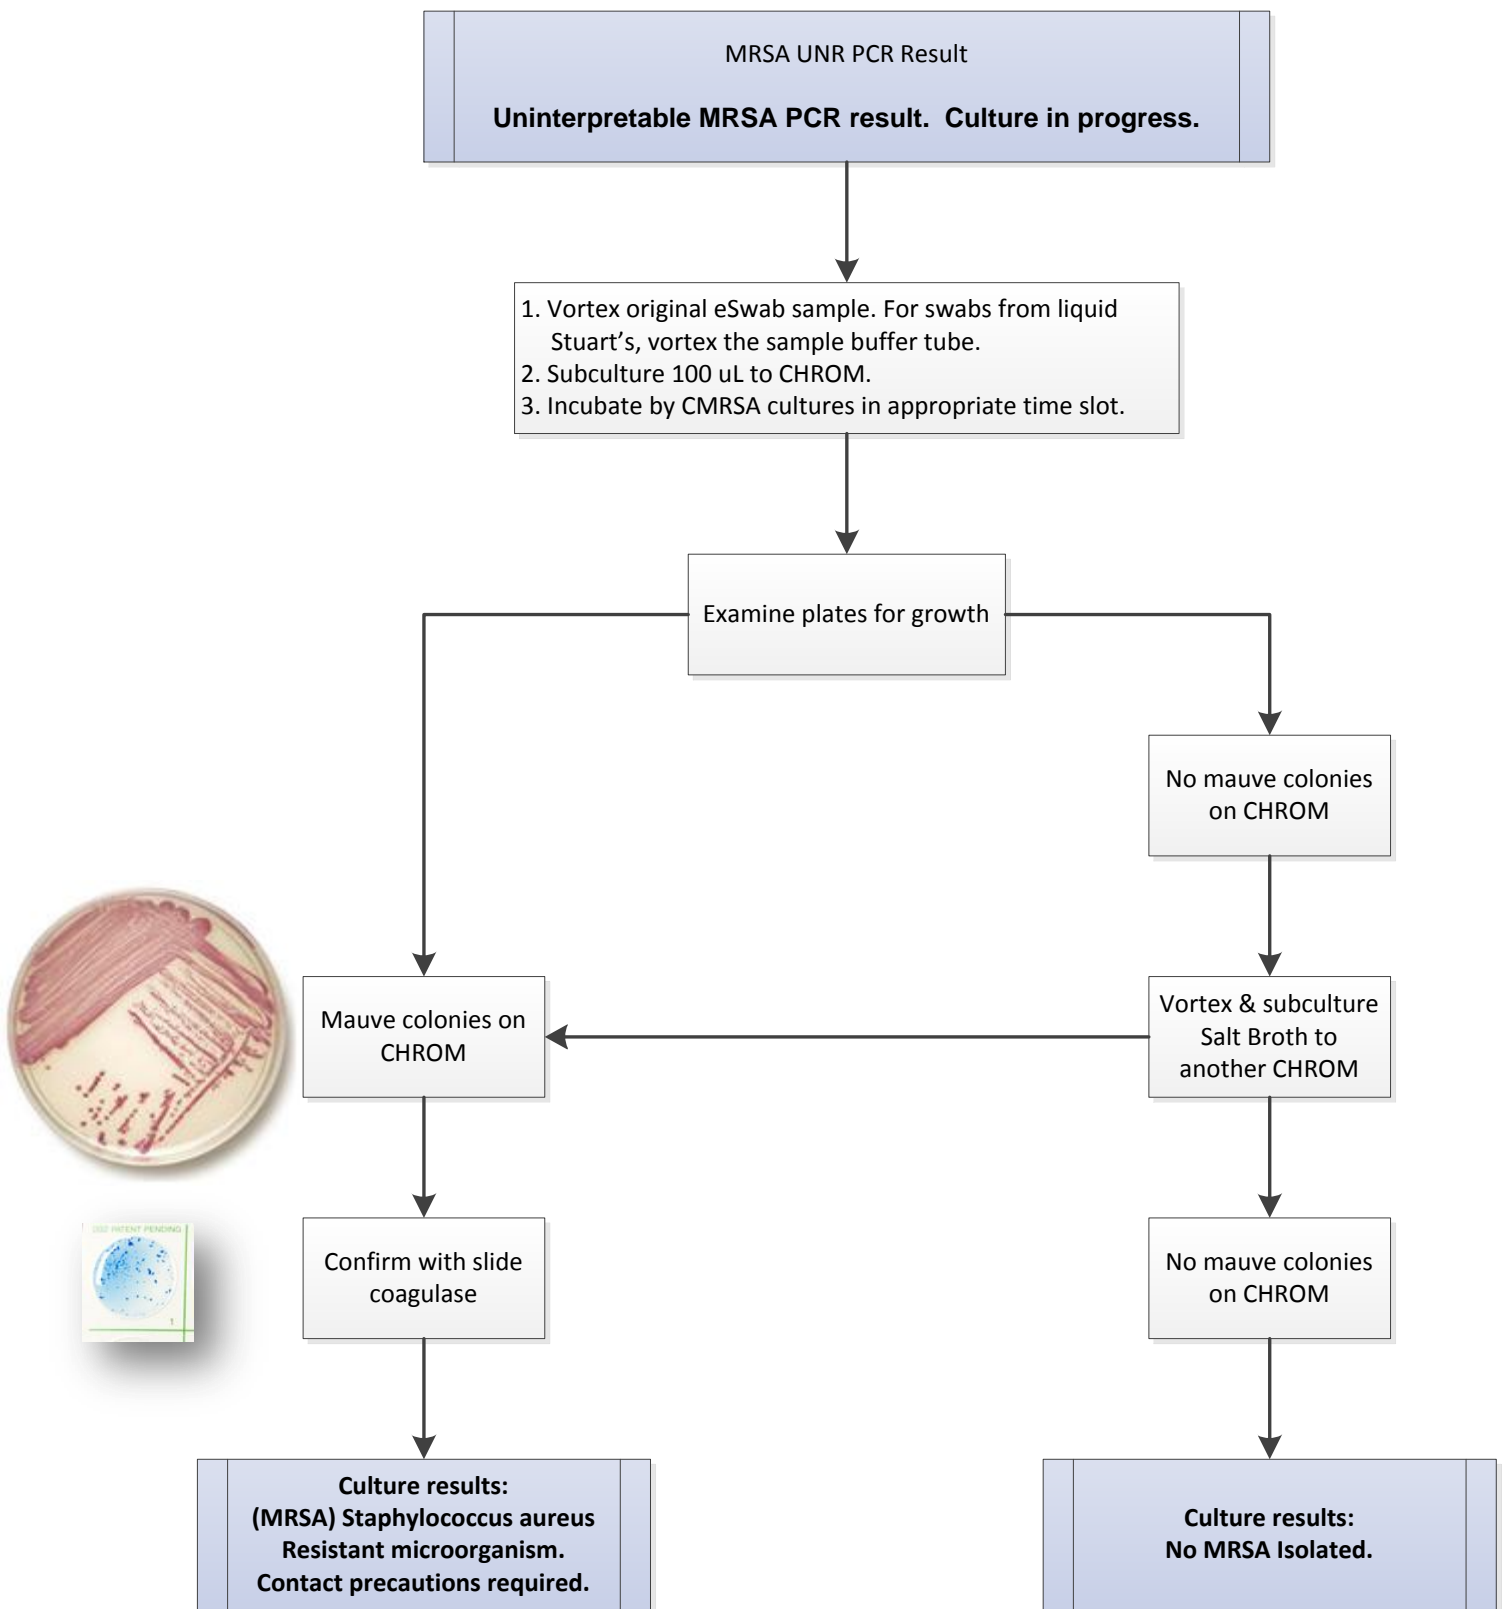 MRSA UNR PCR Result
Uninterpretable MRSA PCR result.  Culture in progress.
1. Vortex original eSwab sample. For swabs from liquid
Stuart’s, vortex the sample buffer tube.
2. Subculture 100 uL to CHROM.
3. Incubate by CMRSA cultures in appropriate time slot.
Examine plates for growth
No mauve colonies
on CHROM
Mauve colonies on
CHROM
Vortex & subculture
Salt Broth to
another CHROM
PATENT PENDING
1
Confirm with slide
coagulase
No mauve colonies
on CHROM
Culture results:
(MRSA) Staphylococcus aureus
Resistant microorganism.
Contact precautions required.
Culture results:
No MRSA Isolated.